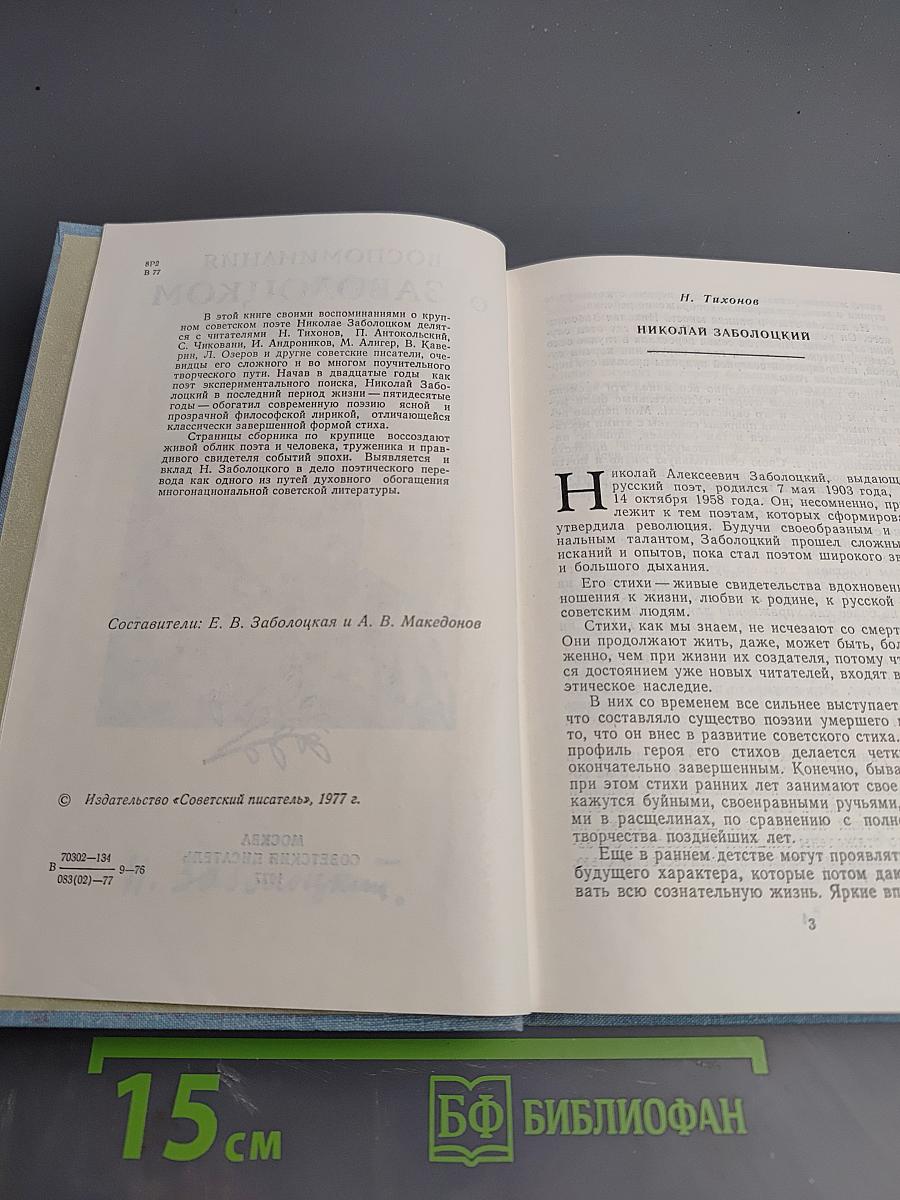 8Р2
В 77
В этой книге своими воспоминаниями о круп-
ном советском поэте Николае Заболоцком делят-
ся с читателями Н. Тихонов, П. Антокольский,
С. Чиковани, И. Андроников, М. Алигер, В. Каве-
рин, Л. Озеров и другие советские писатели, оче-
видцы его сложного и во многом поучительного
творческого пути. Начав в двадцатые годы как
поэт экспериментального поиска, Николай Забо-
лоцкий в последний период жизни — пятидесятые
годы — обогатил современную поэзию ясной и
прозрачной философской лирикой, отличающейся
классически завершенной формой стиха.
Страницы сборника по крупице воссоздают
живой облик поэта и человека, труженика и прав-
дивого свидетеля событий эпохи. Выявляется и
вклад Н. Заболоцкого в дело поэтического пере-
вода как одного из путей духовного обогащения
многонациональной советской литературы.
Составители: Е. В. Заболоцкая и А. В. Македонов
© Издательство «Советский писатель», 1977 г.
В 70302—134
083(02)—77 9—76
Н. Тихонов
НИКОЛАЙ ЗАБОЛОЦКИЙ
Николай Алексеевич Заболоцкий, выдающ
русский поэт, родился 7 мая 1903 года,
14 октября 1958 года. Он, несомненно, пр
лежит к тем поэтам, которых сформирова
утвердила революция. Будучи своеобразным и
нальным талантом, Заболоцкий прошел сложны
исканий и опытов, пока стал поэтом широкого зв
и большого дыхания.
Его стихи — живые свидетельства вдохновен
ношения к жизни, любви к родине, к русской
советским людям.
Стихи, как мы знаем, не исчезают со смерт
Они продолжают жить, даже, может быть, бол
женно, чем при жизни их создателя, потому чт
ся достоянием уже новых читателей, входят в
этическое наследие.
В них со временем все сильнее выступает
что составляло существо поэзии умершего
то, что он внес в развитие советского стиха.
профиль героя его стихов делается четк
окончательно завершенным. Конечно, быва
при этом стихи ранних лет занимают свое
кажутся буйными, своенравными ручьями,
ми в расщелинах, по сравнению с полн
творчества позднейших лет.
Еще в раннем детстве могут проявлят
будущего характера, которые потом даю
вать всю сознательную жизнь. Яркие вп
3
15 см
БФ БИБЛИОФАН